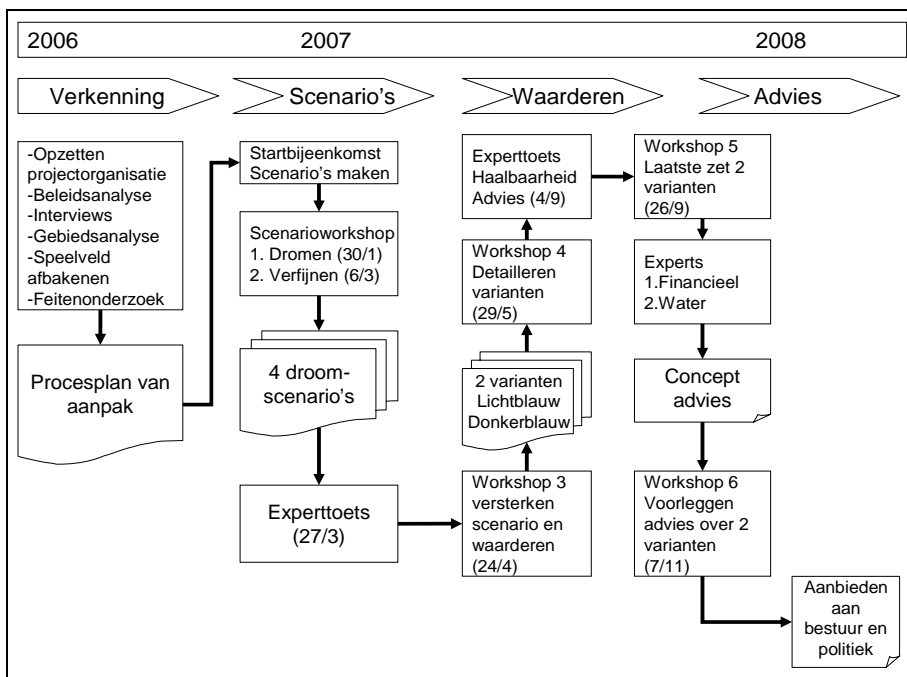 2006 2007 2008
Verkenning
Scenario's
Waarderen
Advies
-Opzetten
projectorganisatie
-Beleidsanalyse
-Interviews
-Gebiedsanalyse
-Speelveld
afbakenen
-Feitenonderzoek
Procesplan van
aanpak
Startbijeenkomst
Scenario's maken
Scenarioworkshop
1. Dromen (30/1)
2. Verfijnen (6/3)
4 droom-
scenario's
Experttoets
(27/3)
Workshop 3
versterken
scenario en
waarderen
(24/4)
2 varianten
Lichtblauw
Donkerblauw
Workshop 4
Detailleren
varianten
(29/5)
Experttoets
Haalbaarheid
Advies (4/9)
Workshop 5
Laatste zet 2
varianten
(26/9)
Experts
1.Financieel
2.Water
Concept
advies
Workshop 6
Voorleggen
advies over 2
varianten
(7/11)
Aanbieden
aan
bestuur en
politiek